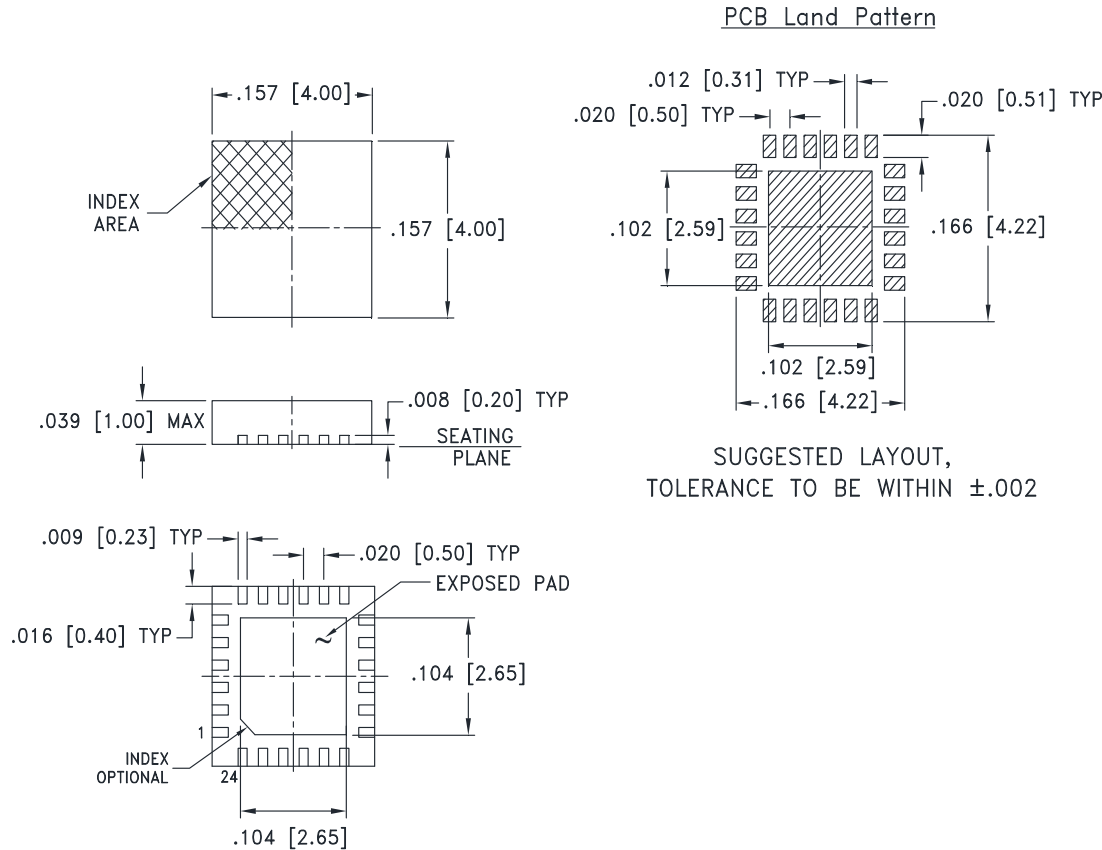 PCB Land Pattern
.157 [4.00]
INDEX
AREA
.157 [4.00]
.012 [0.31] TYP
.020 [0.50] TYP
.020 [0.51] TYP
.102 [2.59]
.166 [4.22]
.102 [2.59]
.166 [4.22]
SUGGESTED LAYOUT,
TOLERANCE TO BE WITHIN ±.002
.039 [1.00] MAX
.008 [0.20] TYP
SEATING
PLANE
.009 [0.23] TYP
.020 [0.50] TYP
EXPOSED PAD
.016 [0.40] TYP
.104 [2.65]
1
INDEX
OPTIONAL
24
.104 [2.65]